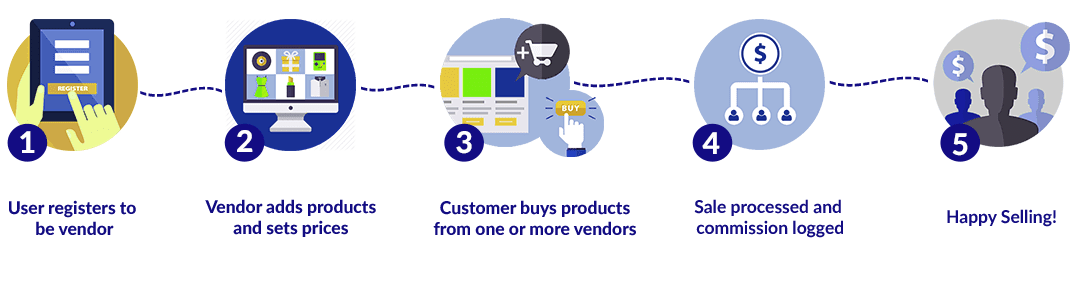 REGISTER
1
User registers to
be vendor
2
Vendor adds products
and sets prices
+
BUY
3
Customer buys products
from one or more vendors
$
4
Sale processed and
commission logged
$
$
5
Happy Selling!